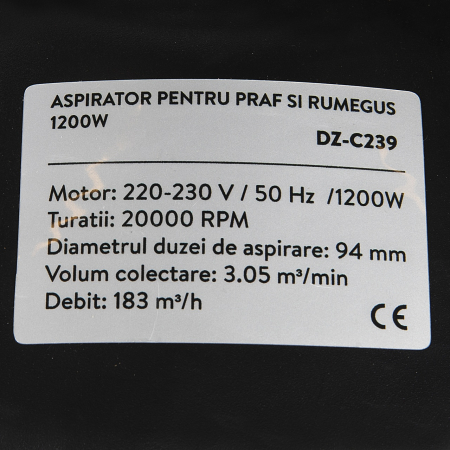 ASPIRATOR PENTRU PRAF SI RUMEGUS
1200W
DZ-C239
Motor: 220-230 V / 50 Hz /1200W
Turatii: 20000 RPM
Diametrul duzei de aspirare: 94 mm
Volum colectare: 3.05 m³/min
Debit: 183 m³/h
CE